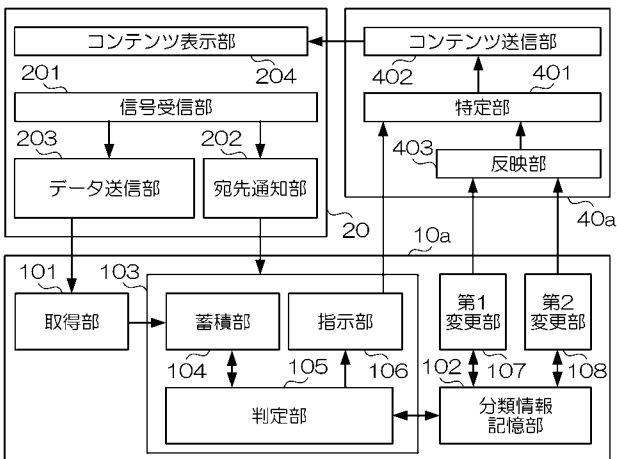 コンテンツ表示部
204
201
信号受信部
203
202
データ送信部
宛先通知部
20
コンテンツ送信部
402
401
特定部
403
反映部
40a
10a
101
取得部
103
蓄積部
104
指示部
106
105
判定部
第1
変更部
107
第2
変更部
108
102
分類情報
記憶部